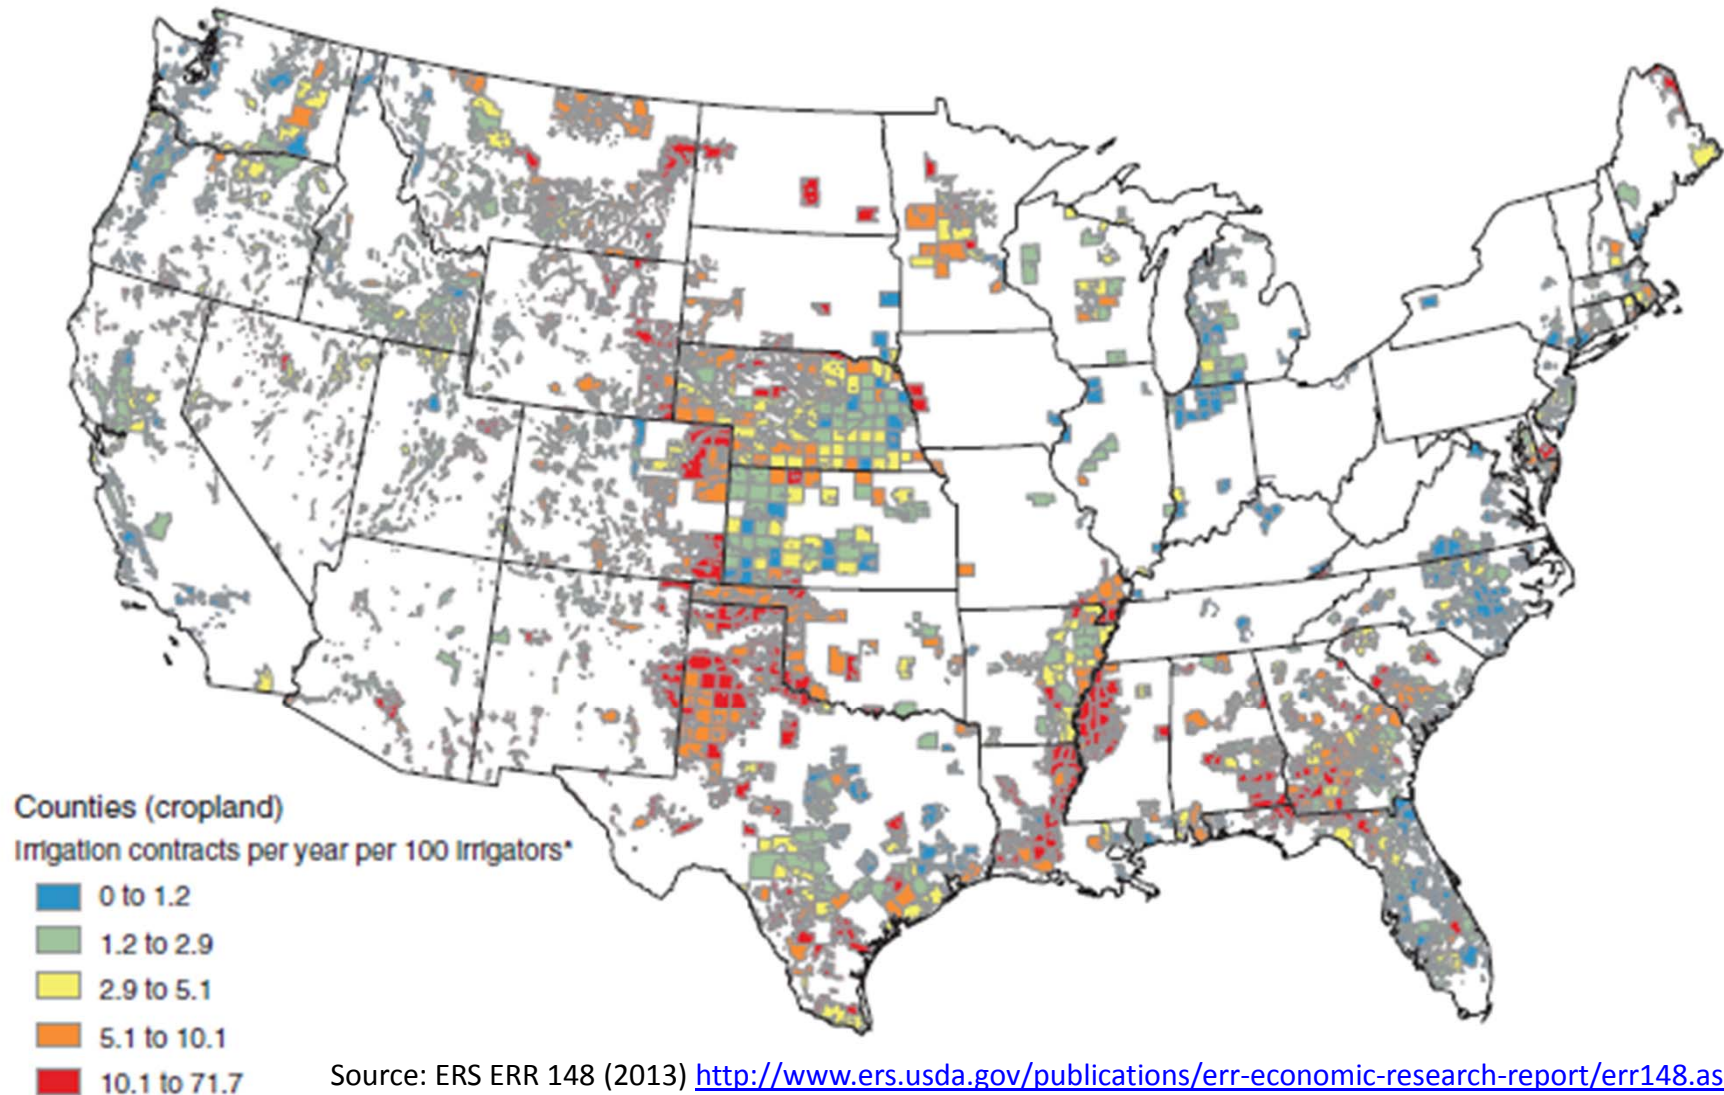 Counties (cropland)
Irrigation contracts per year per 100 irrigators*
0 to 1.2
1.2 to 2.9
2.9 to 5.1
5.1 to 10.1
10.1 to 71.7
Source: ERS ERR 148 (2013) http://www.ers.usda.gov/publications/err-economic-research-report/err148.as